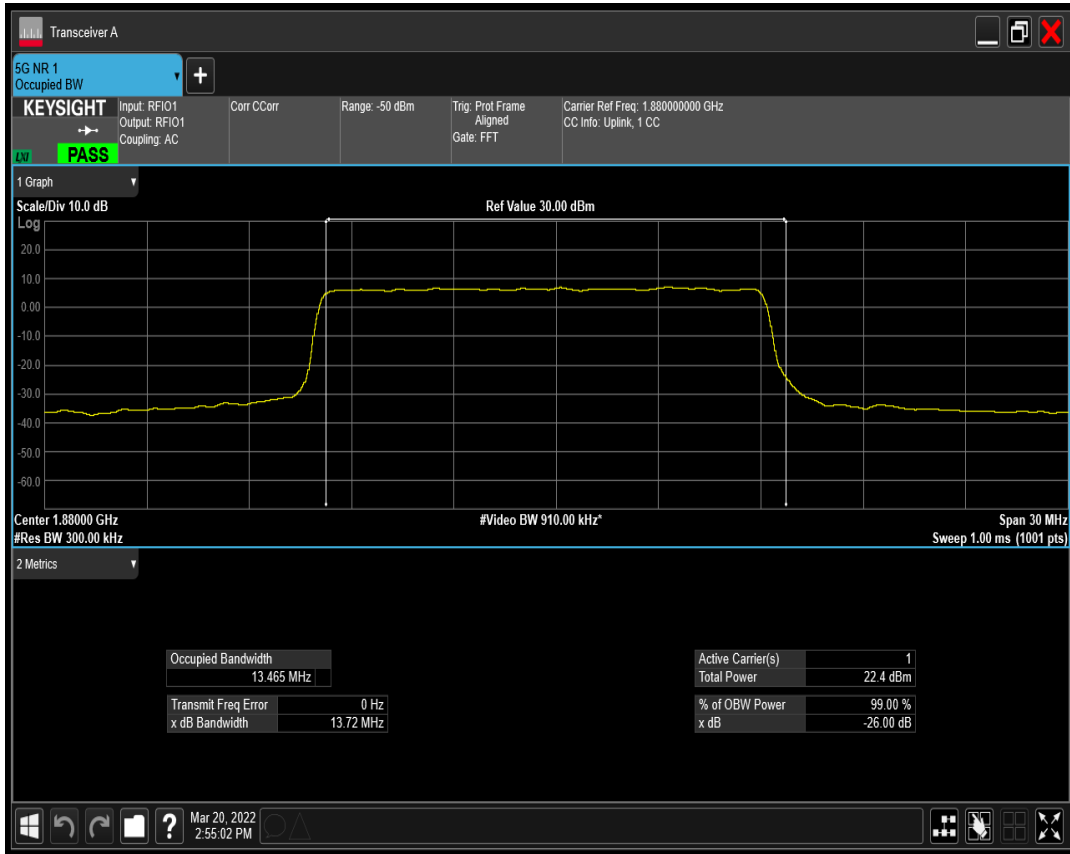 Transceiver A
5G NR 1
Occupied BW
+
KEYSIGHT
LXI
PASS
Input: RFIO1
Output: RFIO1
Coupling: AC
Corr CCorr
Range: -50 dBm
Trig: Prot Frame
Aligned
Gate: FFT
Carrier Ref Freq: 1.880000000 GHz
CC Info: Uplink, 1 CC
1 Graph
Scale/Div 10.0 dB
Ref Value 30.00 dBm
Log
20.0
10.0
0.00
-10.0
-20.0
-30.0
-40.0
-50.0
-60.0
Center 1.88000 GHz
#Video BW 910.00 kHz*
Span 30 MHz
#Res BW 300.00 kHz
Sweep 1.00 ms (1001 pts)
2 Metrics
Occupied Bandwidth
13.465 MHz
Transmit Freq Error 0 Hz
x dB Bandwidth 13.72 MHz
Active Carrier(s) 1
Total Power 22.4 dBm
% of OBW Power 99.00 %
x dB -26.00 dB
?
Mar 20, 2022
2:55:02 PM